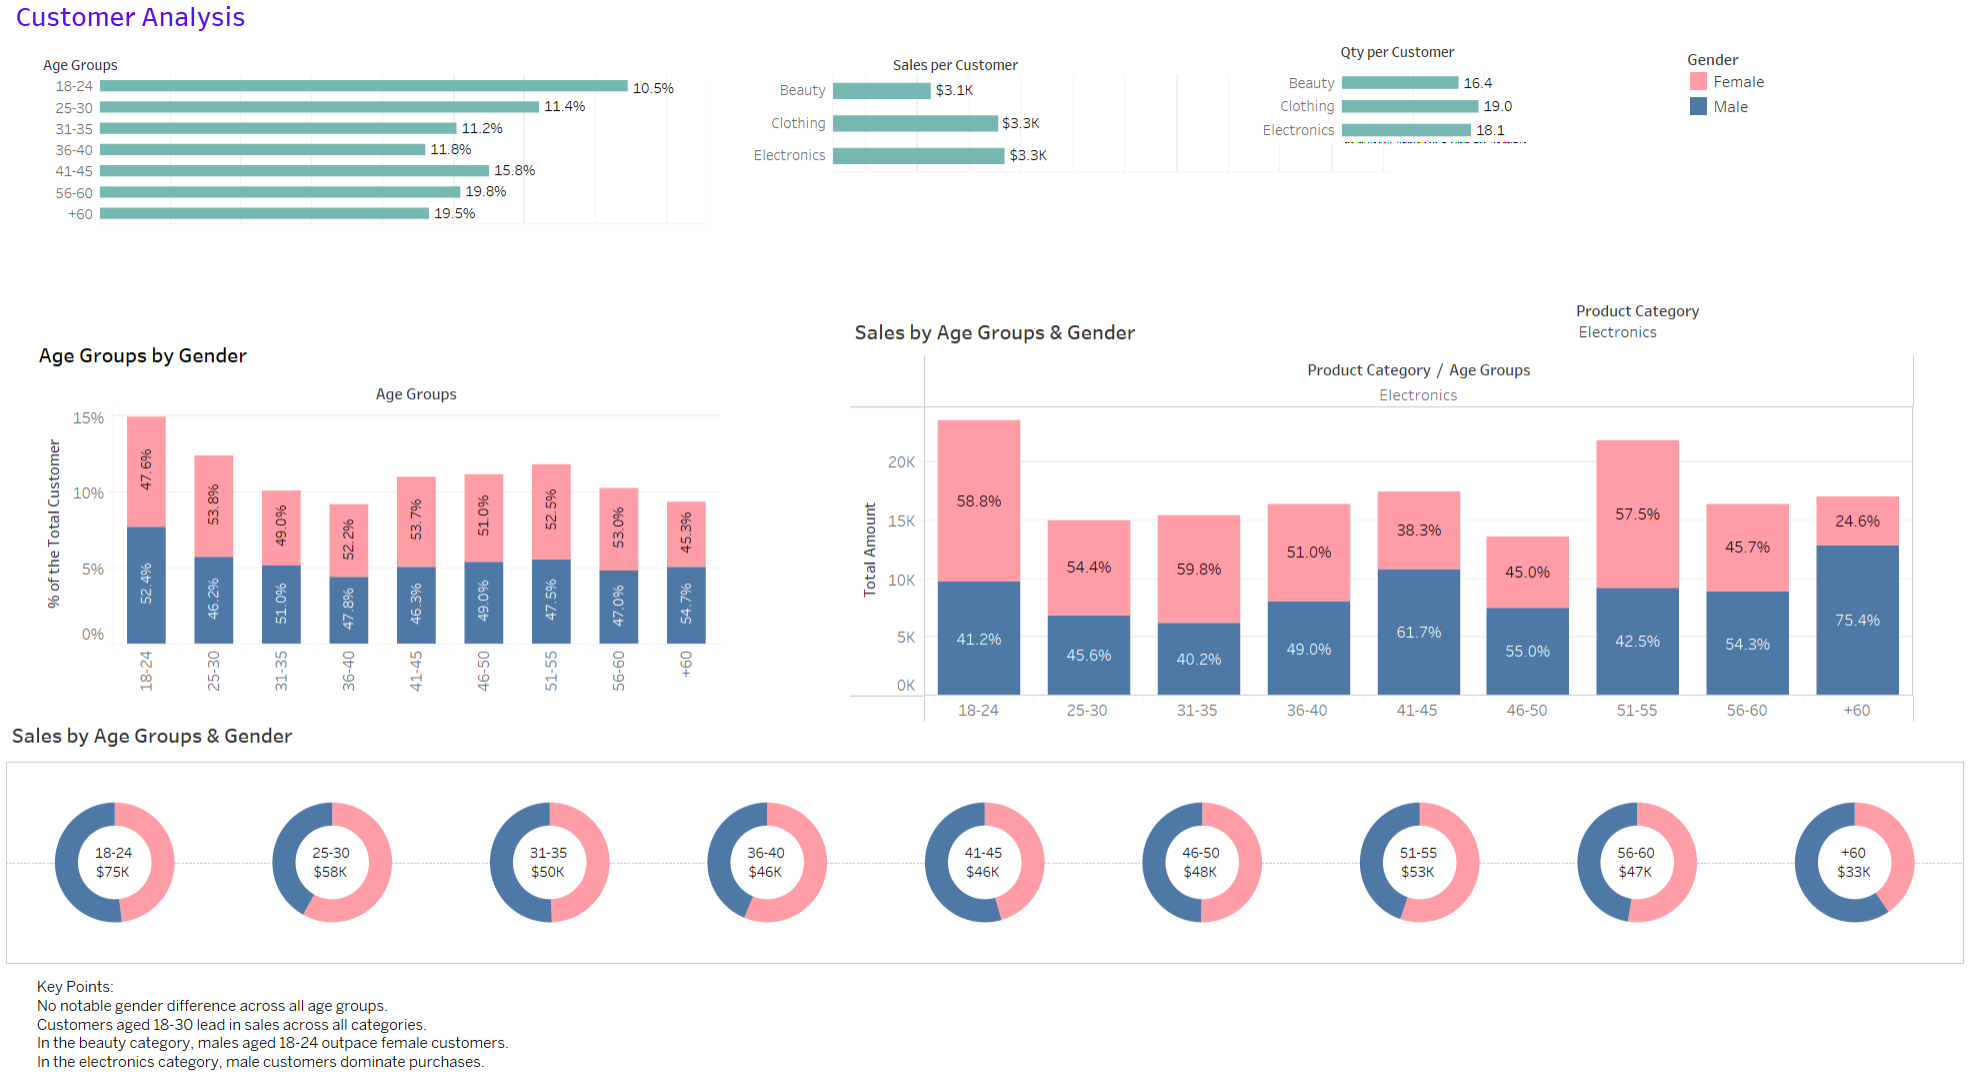 Customer Analysis
Age Groups
18-24 10.5%
25-30 11.4%
31-35 11.2%
36-40 11.8%
41-45 15.8%
56-60 19.8%
+60 19.5%
Sales per Customer
Beauty $3.1K
Clothing $3.3K
Electronics $3.3K
Qty per Customer
Beauty 16.4
Clothing 19.0
Electronics 18.1
Gender
Female
Male
Age Groups by Gender
Age Groups
% of the Total Customer
15%
10%
5%
0%
47.6% 53.8% 49.0% 52.2% 53.7% 51.0% 52.5% 53.0% 45.3%
52.4% 46.2% 51.0% 47.8% 46.3% 49.0% 47.5% 47.0% 54.7%
18-24 25-30 31-35 36-40 41-45 46-50 51-55 56-60 +60
Sales by Age Groups & Gender
Product Category
Electronics
Product Category / Age Groups
Electronics
Total Amount
20K
15K
10K
5K
0K
58.8% 54.4% 59.8% 51.0% 38.3% 45.0% 57.5% 45.7% 24.6%
41.2% 45.6% 40.2% 49.0% 61.7% 55.0% 42.5% 54.3% 75.4%
18-24 25-30 31-35 36-40 41-45 46-50 51-55 56-60 +60
Sales by Age Groups & Gender
18-24 25-30 31-35 36-40 41-45 46-50 51-55 56-60 +60
$75K $58K $50K $46K $46K $48K $53K $47K $33K
Key Points:
No notable gender difference across all age groups.
Customers aged 18-30 lead in sales across all categories.
In the beauty category, males aged 18-24 outpace female customers.
In the electronics category, male customers dominate purchases.